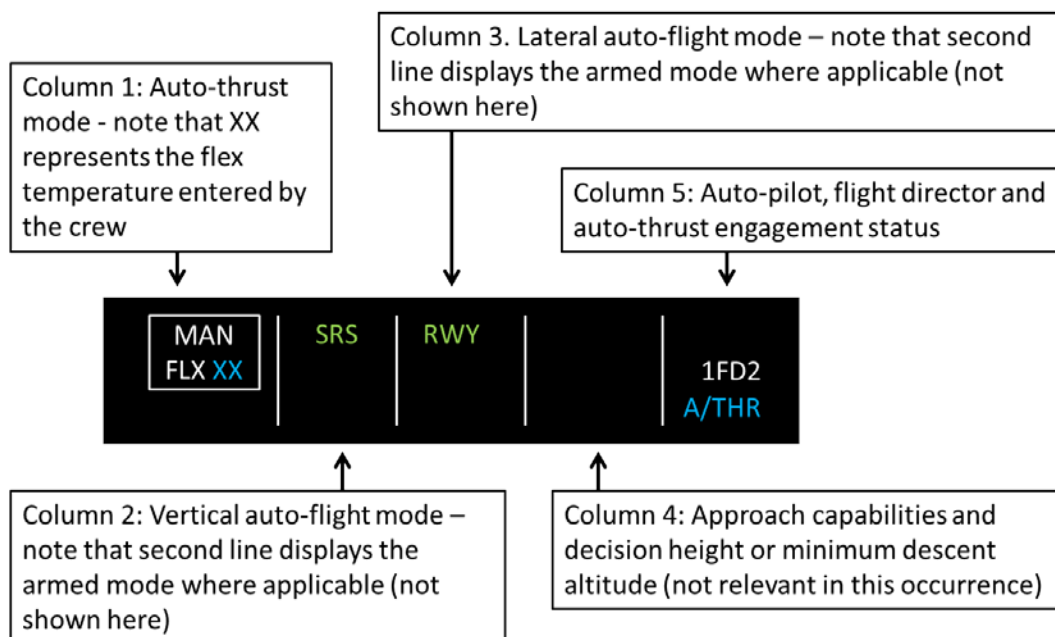 Column 3. Lateral auto-flight mode – note that second
line displays the armed mode where applicable (not
shown here)
Column 1: Auto-thrust
mode - note that XX
represents the flex
temperature entered by
the crew
Column 5: Auto-pilot, flight director and
auto-thrust engagement status
MAN SRS RWY
FLX XX 1FD2
A/THR
Column 2: Vertical auto-flight mode –
note that second line displays the
armed mode where applicable (not
shown here)
Column 4: Approach capabilities and
decision height or minimum descent
altitude (not relevant in this occurrence)